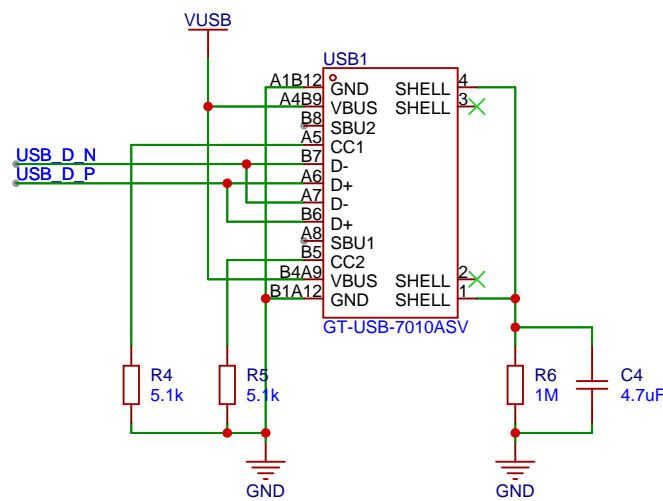 VUSB
USB1
A1B12 GND SHELL 4
A4B9 VBUS SHELL 3
B8 SBU2
A5 CC1
USB_D_N B7 D-
USB_D_P A6 D+
A7 D-
B6 D+
A8 SBU1
B5 CC2
B4A9 VBUS SHELL 2
B1A12 GND SHELL 1
GT-USB-7010ASV
R4 R5 R6 C4
5.1k 5.1k 1M 4.7uF
GND GND